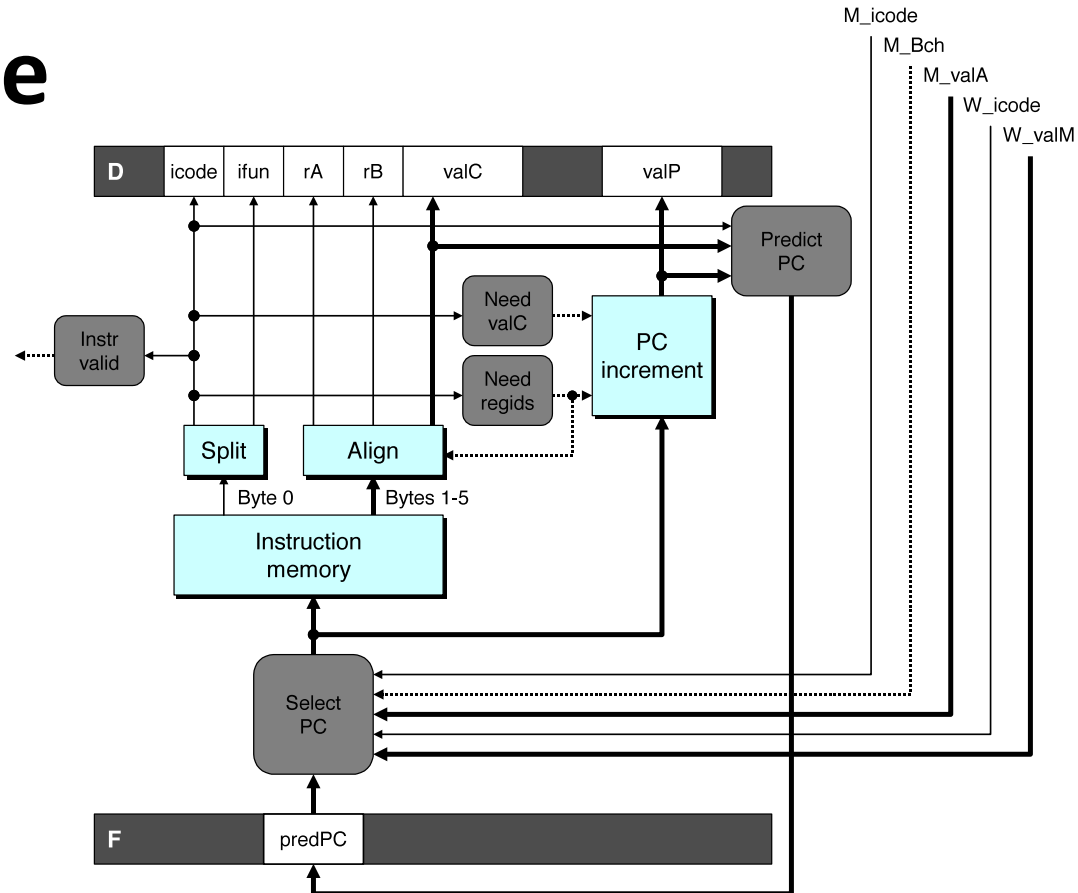 M_icode
M_Bch
e
M_valA
W_icode
W_valM
D icode ifun rA rB valC valP
Predict
PC
Need
valC
Instr
valid
PC
increment
Need
regids
Split
Align
Byte 0
Bytes 1-5
Instruction
memory
Select
PC
F predPC